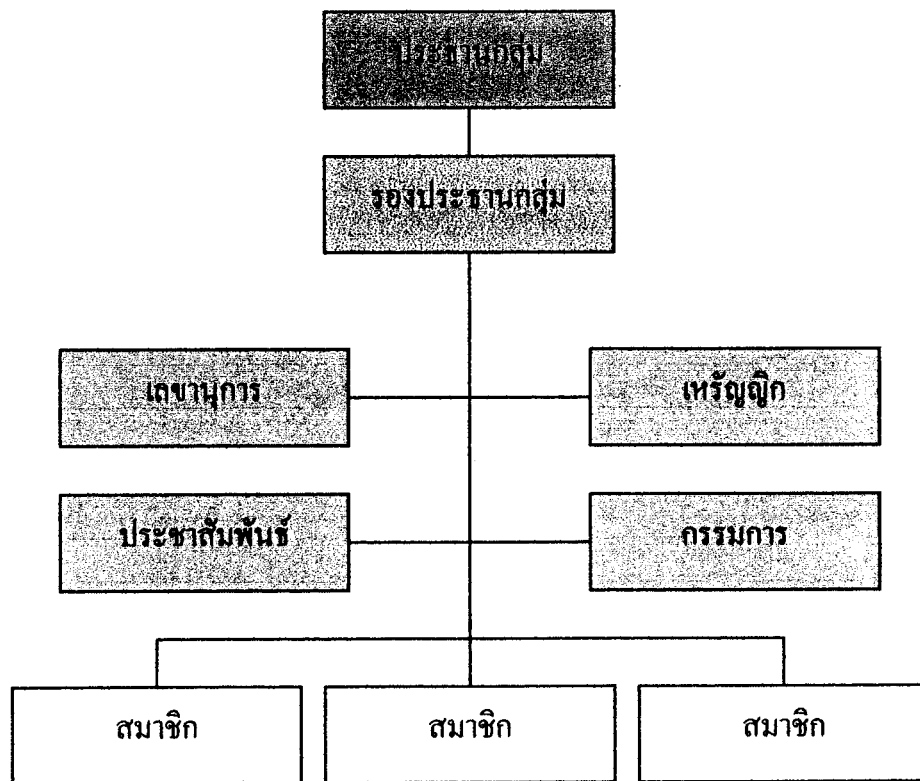 ประธานกลุ่ม
รองประธานกลุ่ม
เลขานุการ
เหรัญญิก
ประชาสัมพันธ์
กรรมการ
สมาชิก
สมาชิก
สมาชิก